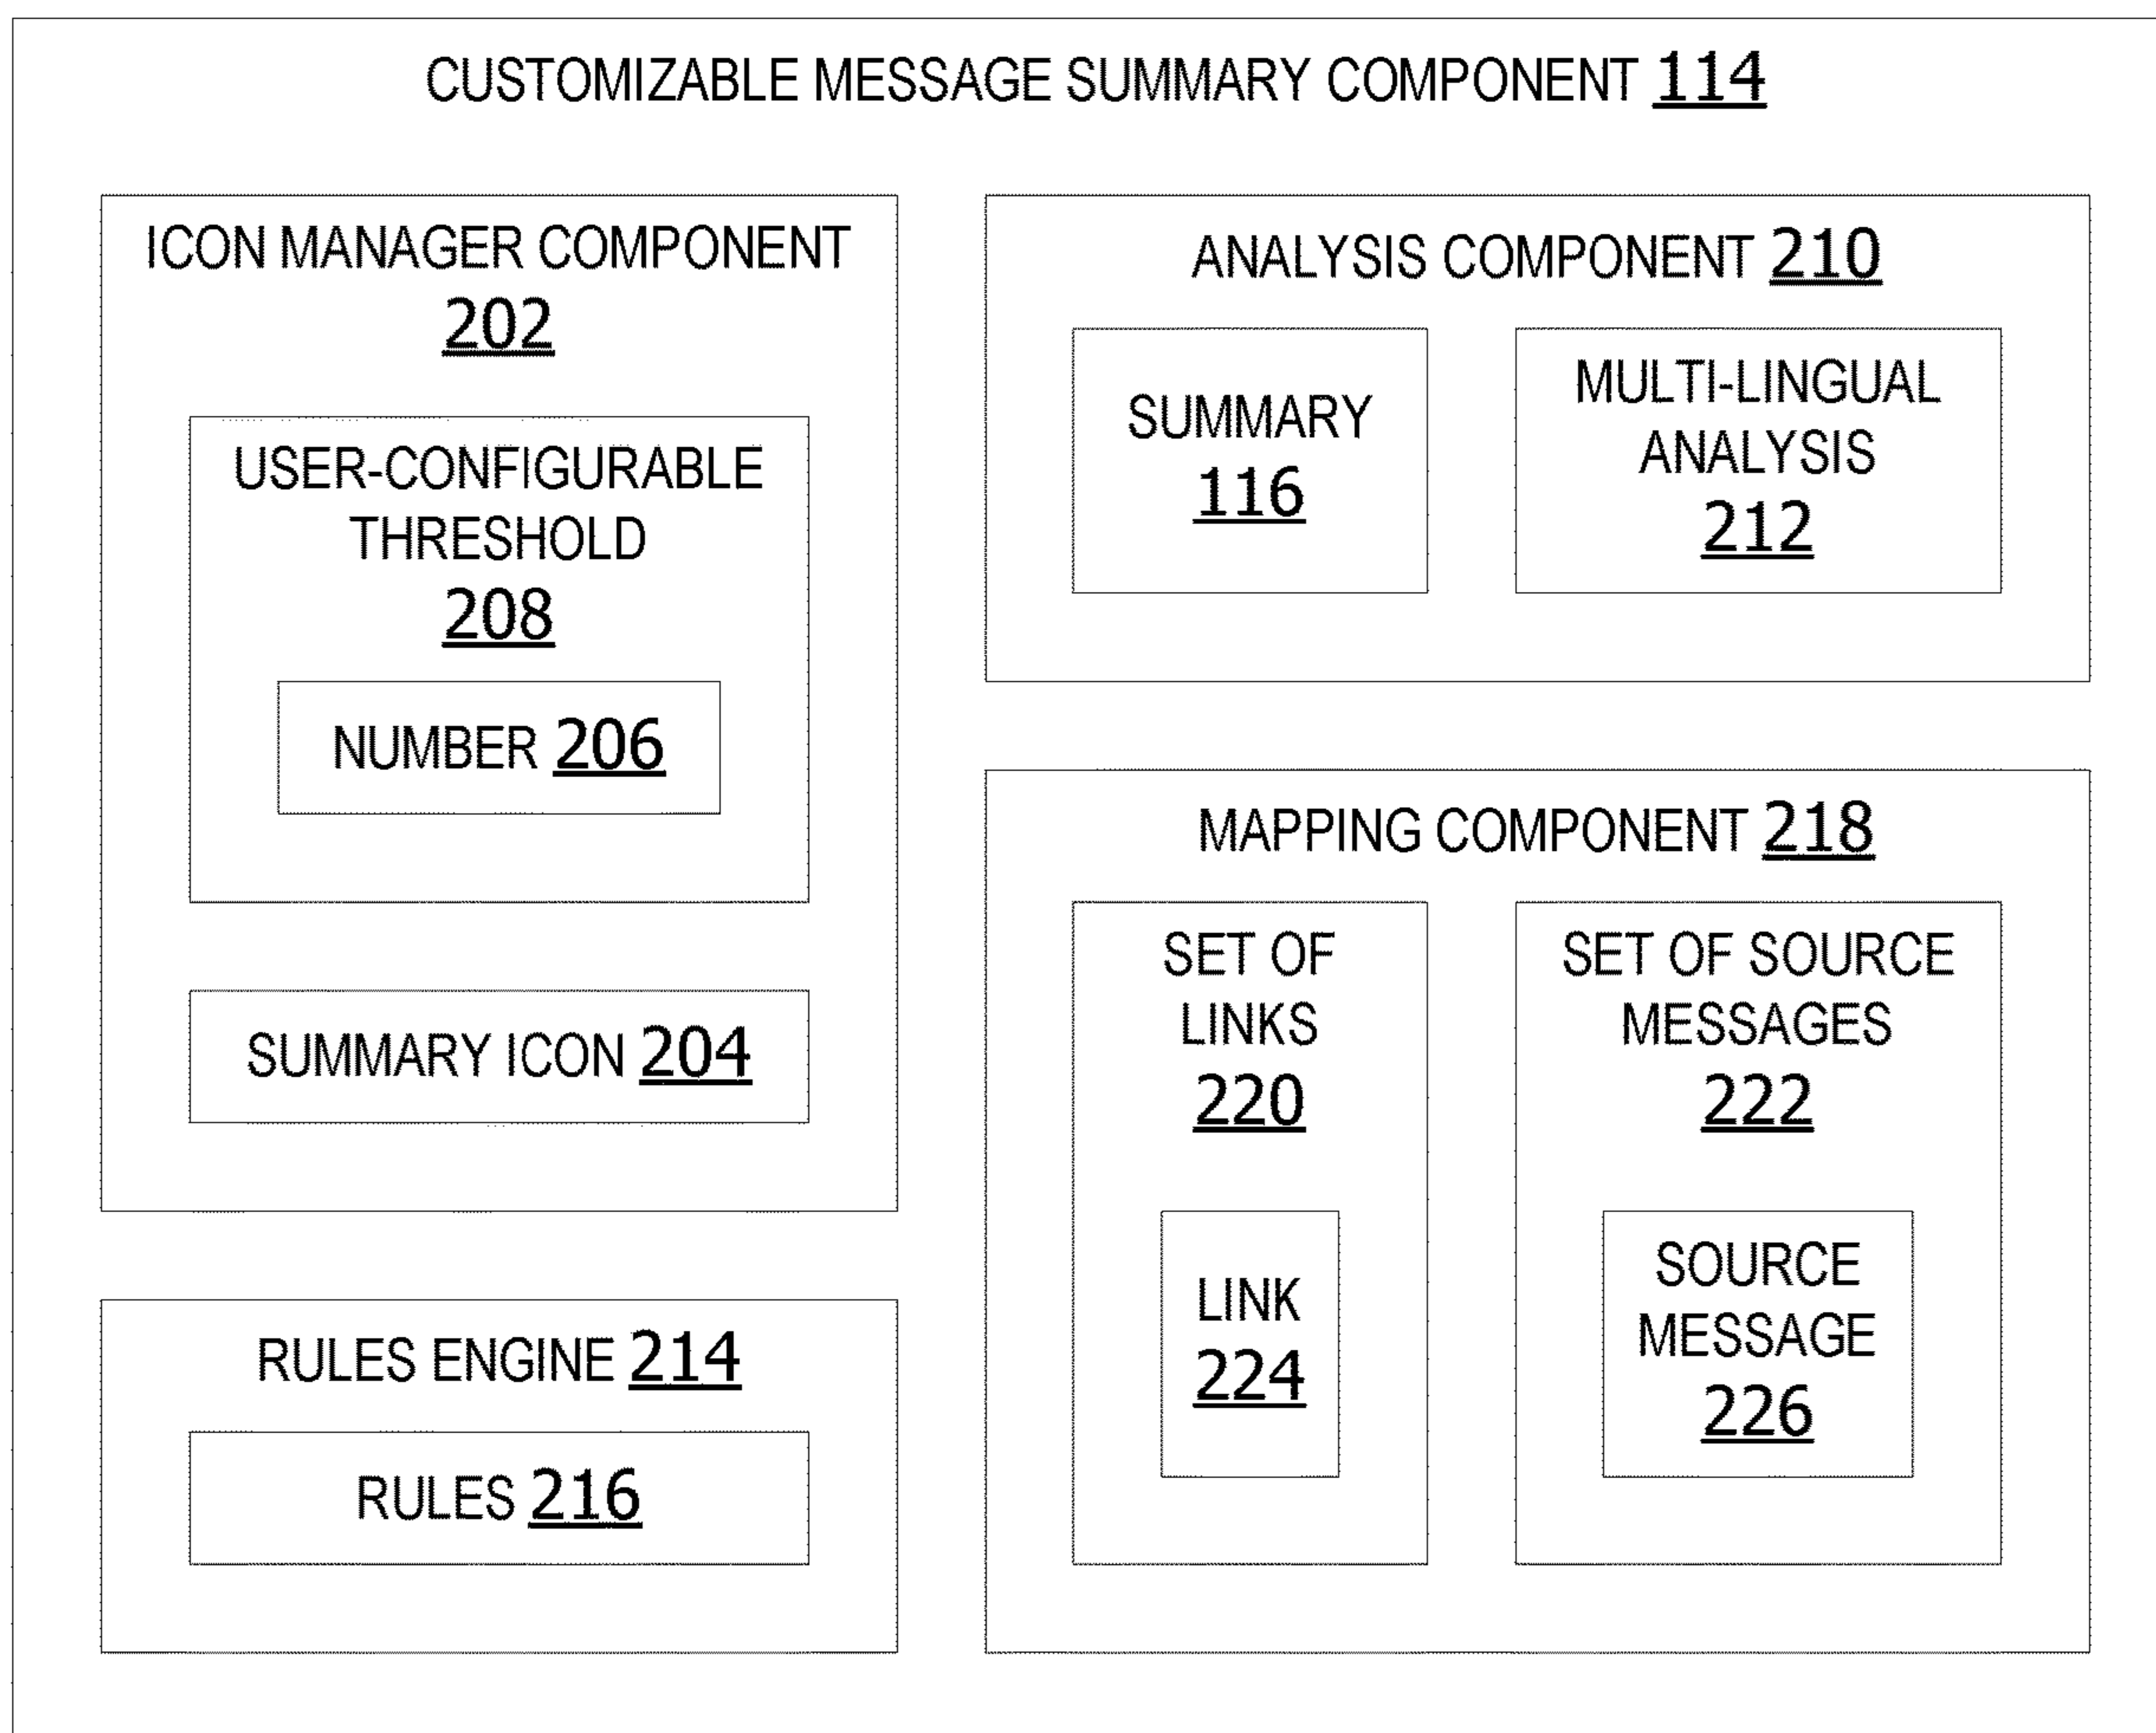 CUSTOMIZABLE MESSAGE SUMMARY COMPONENT 114
ICON MANAGER COMPONENT
202
USER-CONFIGURABLE
THRESHOLD
208
NUMBER 206
SUMMARY ICON 204
RULES ENGINE 214
RULES 216
ANALYSIS COMPONENT 210
SUMMARY
116
MULTI-LINGUAL
ANALYSIS
212
MAPPING COMPONENT 218
SET OF
LINKS
220
LINK
224
SET OF SOURCE
MESSAGES
222
SOURCE
MESSAGE
226